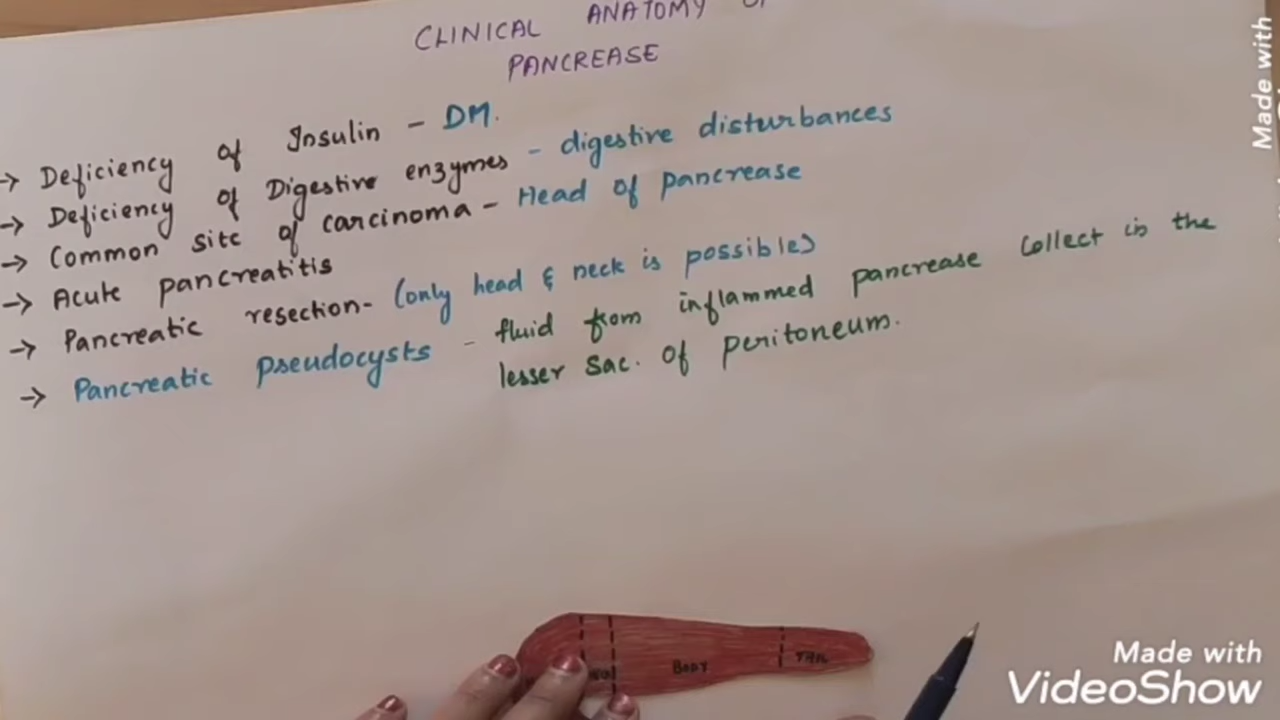 CLINICAL ANATOMY OF
PANCREASE
→ Deficiency of Insulin - DM.
→ Deficiency of Digestive enzymes - digestive disturbances
→ Common site of carcinoma - Head of pancrease
→ Acute pancreatitis
→ Pancreatic resection- (only head & neck is possible)
→ Pancreatic pseudocysts - fluid from inflammed pancrease collect in the
lesser sac. of peritoneum.
BODY
TAIL
Made with
Made with
VideoShow